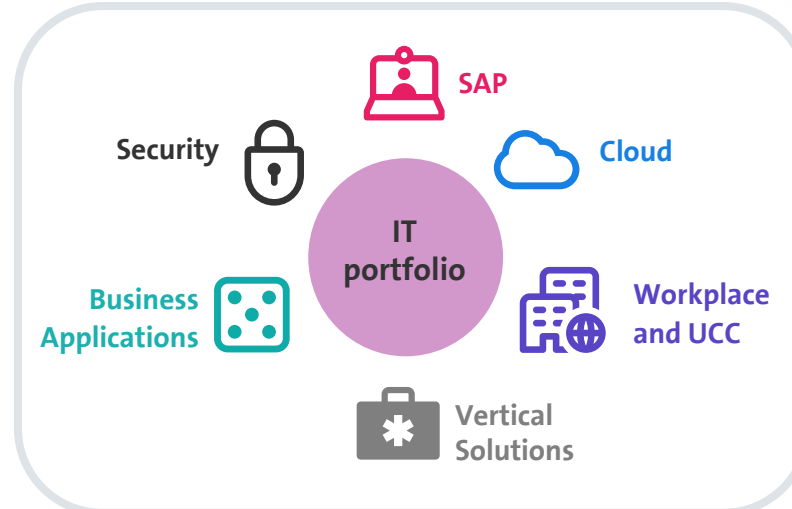 SAP
Security
Cloud
IT
portfolio
Business
Applications
Workplace
and UCC
Vertical
Solutions